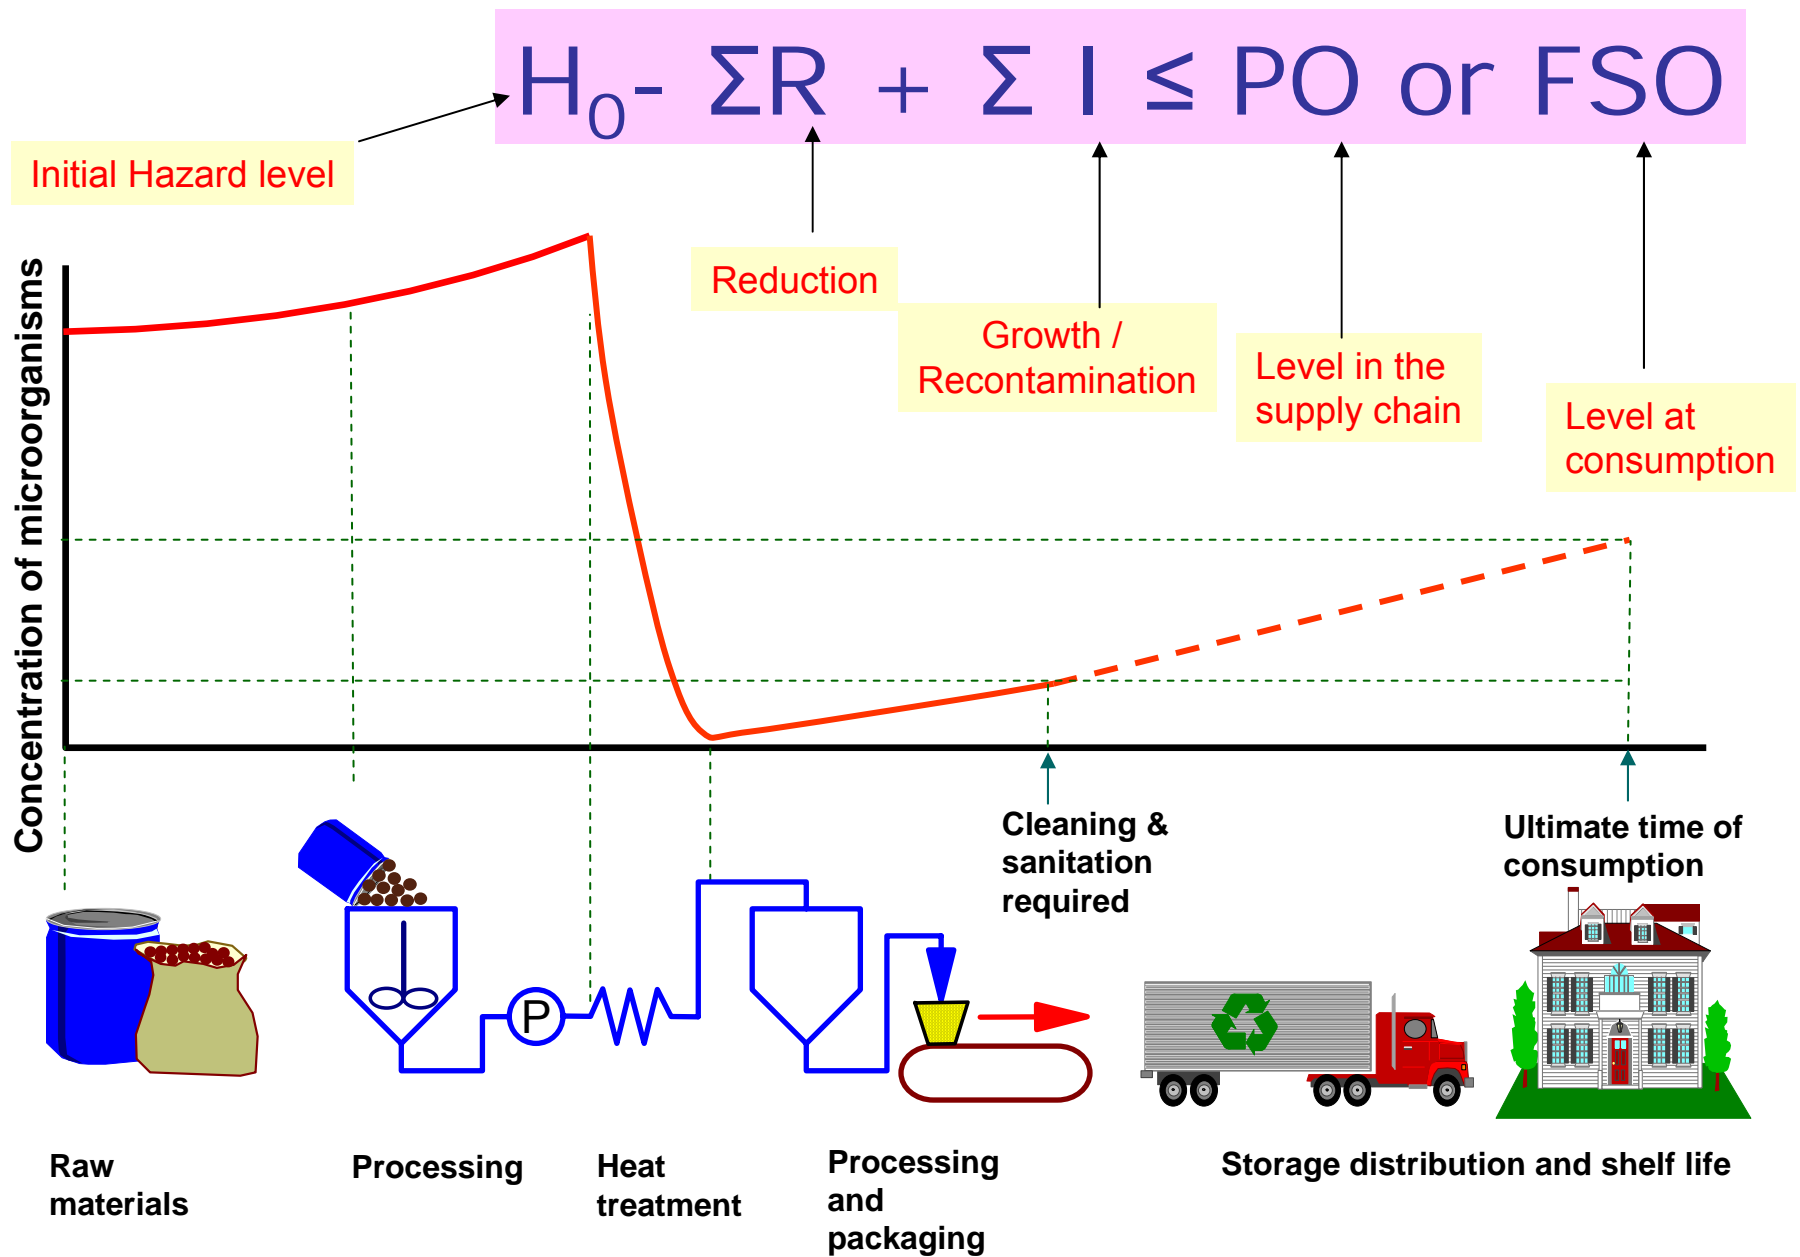 H₀- ΣR + Σ I ≤ PO or FSO
Initial Hazard level
Reduction
Growth /
Recontamination
Level in the
supply chain
Level at
consumption
Concentration of microorganisms
Cleaning &
sanitation
required
Ultimate time of
consumption
P
Raw
materials
Processing
Heat
treatment
Processing
and
packaging
Storage distribution and shelf life